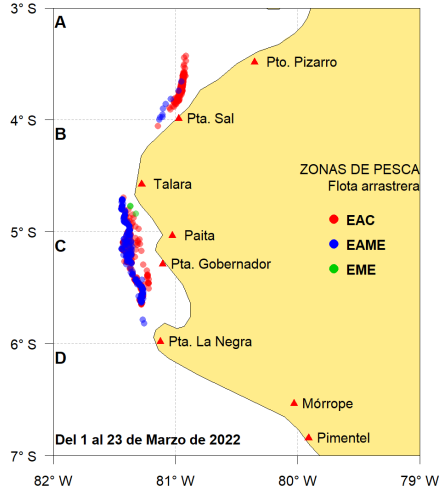 3° S
A
Pto. Pizarro
4° S
Pta. Sal
B
ZONAS DE PESCA
Flota arrastrera
Talara
EAC
5° S
Paita
C
EAME
Pta. Gobernador
EME
6° S
Pta. La Negra
D
Mórrope
Del 1 al 23 de Marzo de 2022
Pimentel
7° S
82° W 81° W 80° W 79° W